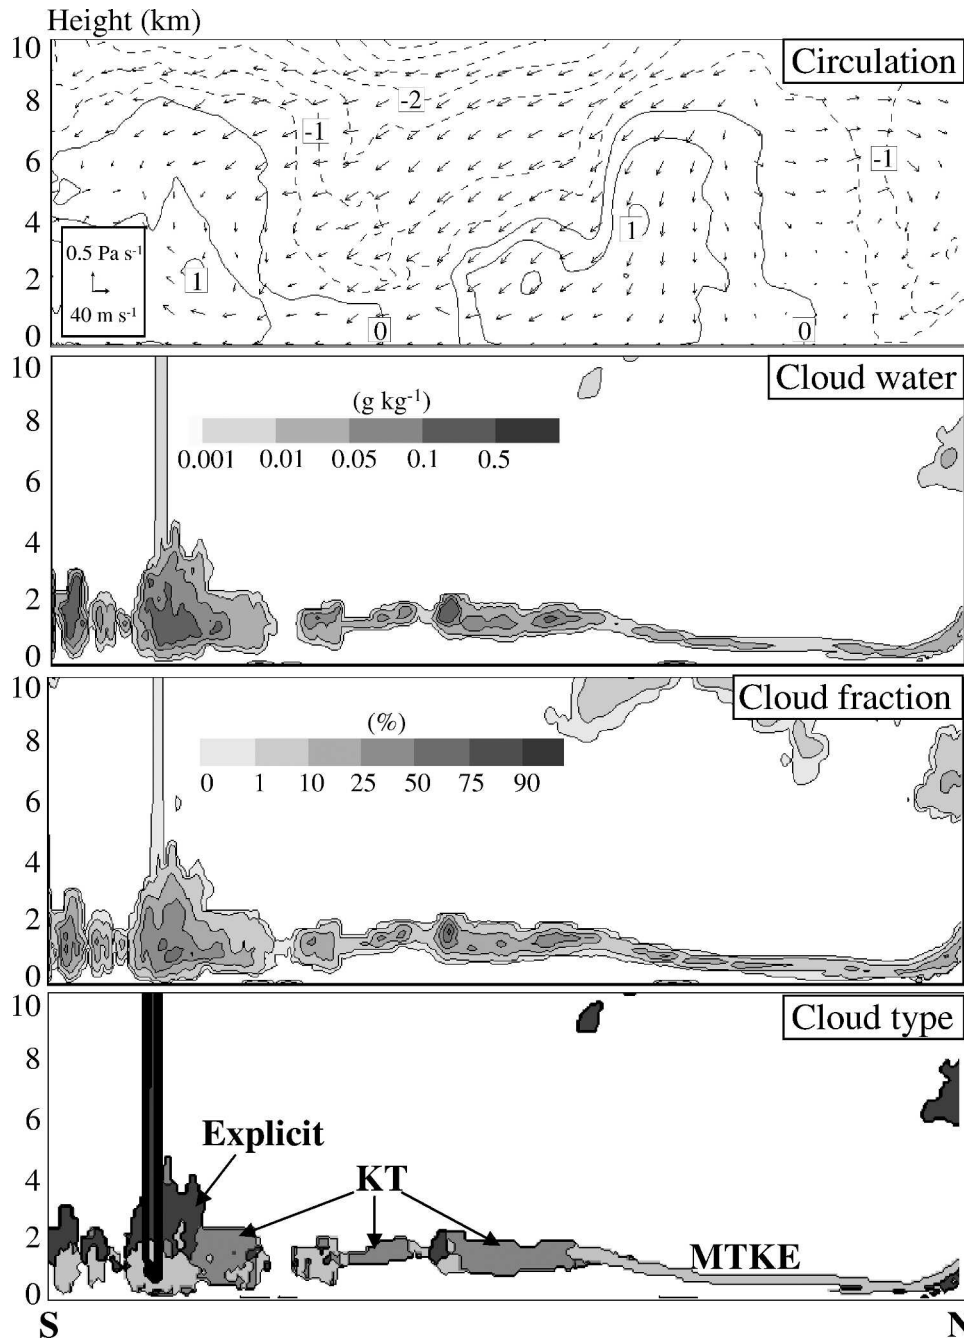 Height (km)
10
Circulation
8
-2
-1
-1
6
4
1
0.5 Pa s-1
2
1
40 m s-1
0
0
0
10
Cloud water
8
(g kg-1)
0.001 0.01 0.05 0.1 0.5
6
4
2
0
10
Cloud fraction
8
(%)
0 1 10 25 50 75 90
6
4
2
0
10
Cloud type
8
6
Explicit
4
KT
2
MTKE
0
S N